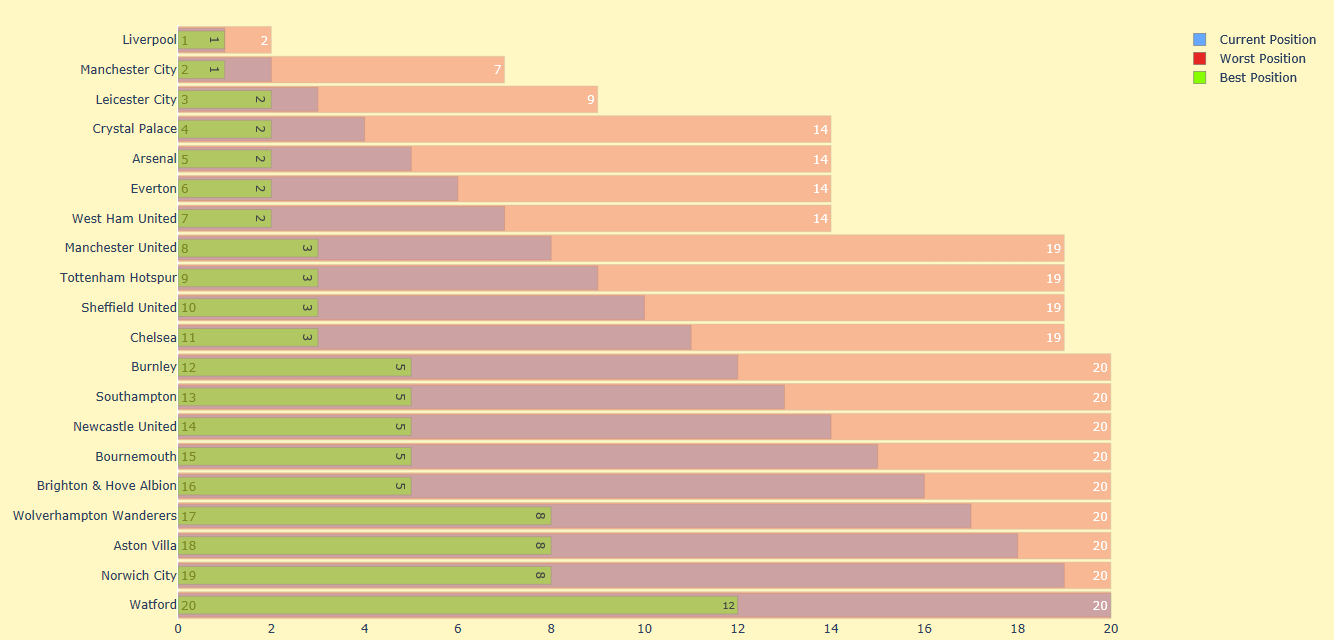 Liverpool 1 1 2
Manchester City 2 1 7
Leicester City 3 2 9
Crystal Palace 4 2 14
Arsenal 5 2 14
Everton 6 2 14
West Ham United 7 2 14
Manchester United 8 3 19
Tottenham Hotspur 9 3 19
Sheffield United 10 3 19
Chelsea 11 3 19
Burnley 12 5 20
Southampton 13 5 20
Newcastle United 14 5 20
Bournemouth 15 5 20
Brighton & Hove Albion 16 5 20
Wolverhampton Wanderers 17 8 20
Aston Villa 18 8 20
Norwich City 19 8 20
Watford 20 12 20
0 2 4 6 8 10 12 14 16 18 20
Current Position
Worst Position
Best Position